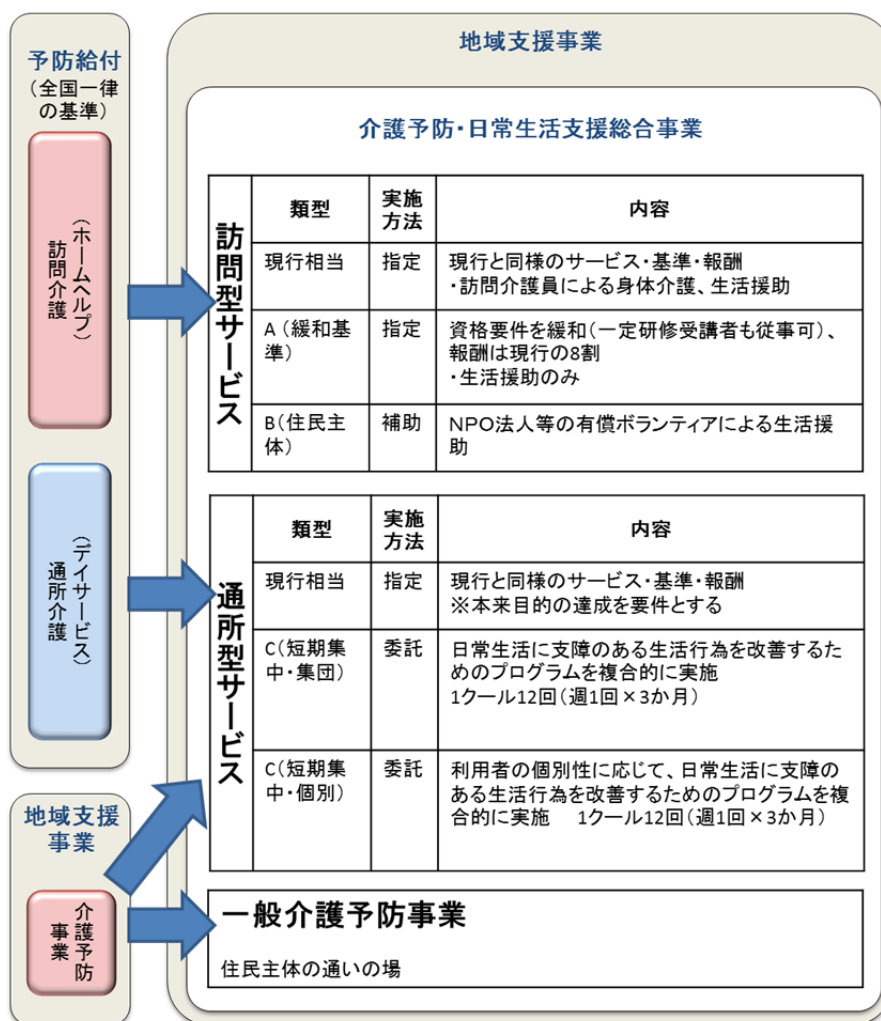 予防給付
(全国一律
の基準)
訪問介護
(ホームヘルプ)
通所介護
(デイサービス)
地域支援
事業
介護予防
事業
地域支援事業
介護予防・日常生活支援総合事業
訪問型サービス
類型
実施
方法
内容
現行相当
指定
現行と同様のサービス・基準・報酬
・訪問介護員による身体介護、生活援助
A(緩和基
準)
指定
資格要件を緩和(一定研修受講者も従事可)、
報酬は現行の8割
・生活援助のみ
B(住民主
体)
補助
NPO法人等の有償ボランティアによる生活援
助
通所型サービス
類型
実施
方法
内容
現行相当
指定
現行と同様のサービス・基準・報酬
※本来目的の達成を要件とする
C(短期集
中・集団)
委託
日常生活に支障のある生活行為を改善するた
めのプログラムを複合的に実施
1クール12回(週1回×3か月)
C(短期集
中・個別)
委託
利用者の個別性に応じて、日常生活に支障の
ある生活行為を改善するためのプログラムを複
合的に実施　1クール12回(週1回×3か月)
一般介護予防事業
住民主体の通いの場